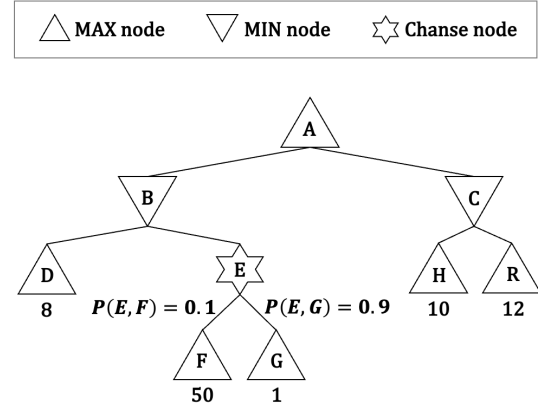 MAX node MIN node Chanse node
A
B C
D E H R
8 P(E, F) = 0.1 P(E, G) = 0.9 10 12
F G
50 1